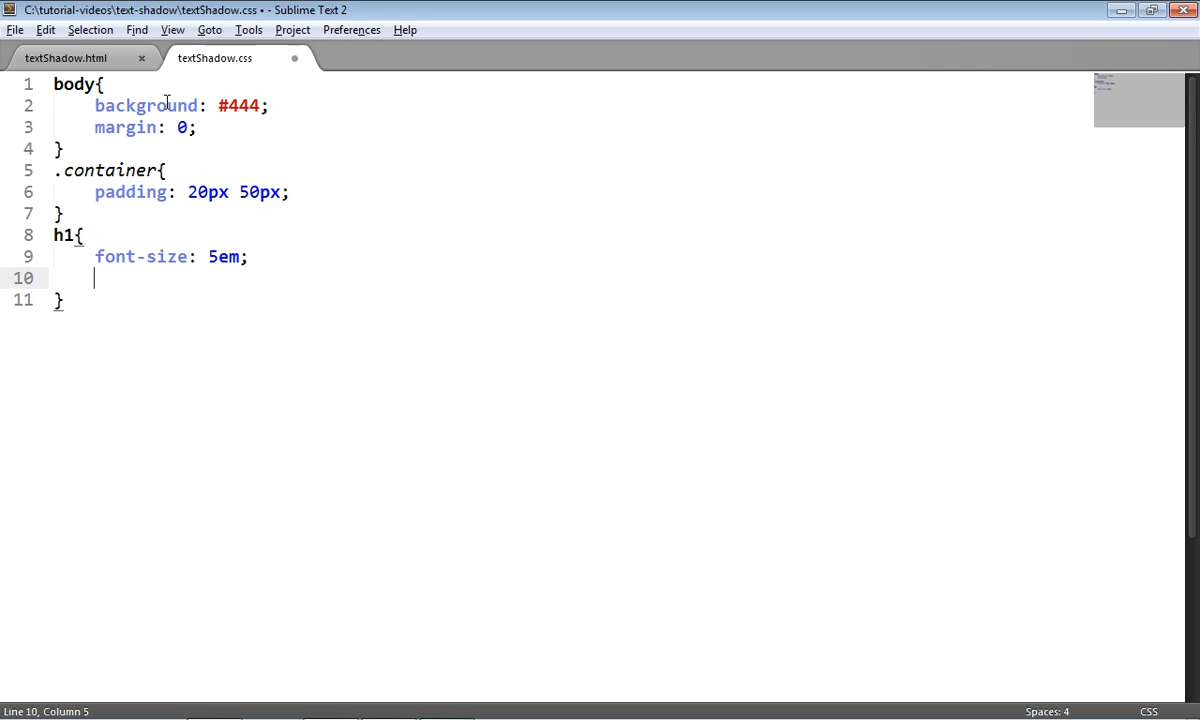 C:\tutorial-videos\text-shadow\textShadow.css • - Sublime Text 2
File Edit Selection Find View Goto Tools Project Preferences Help
textShadow.html × textShadow.css
1 body{
2 background: #444;
3 margin: 0;
4 }
5 .container{
6 padding: 20px 50px;
7 }
8 h1{
9 font-size: 5em;
10
11 }
Line 10, Column 5 Spaces: 4 CSS